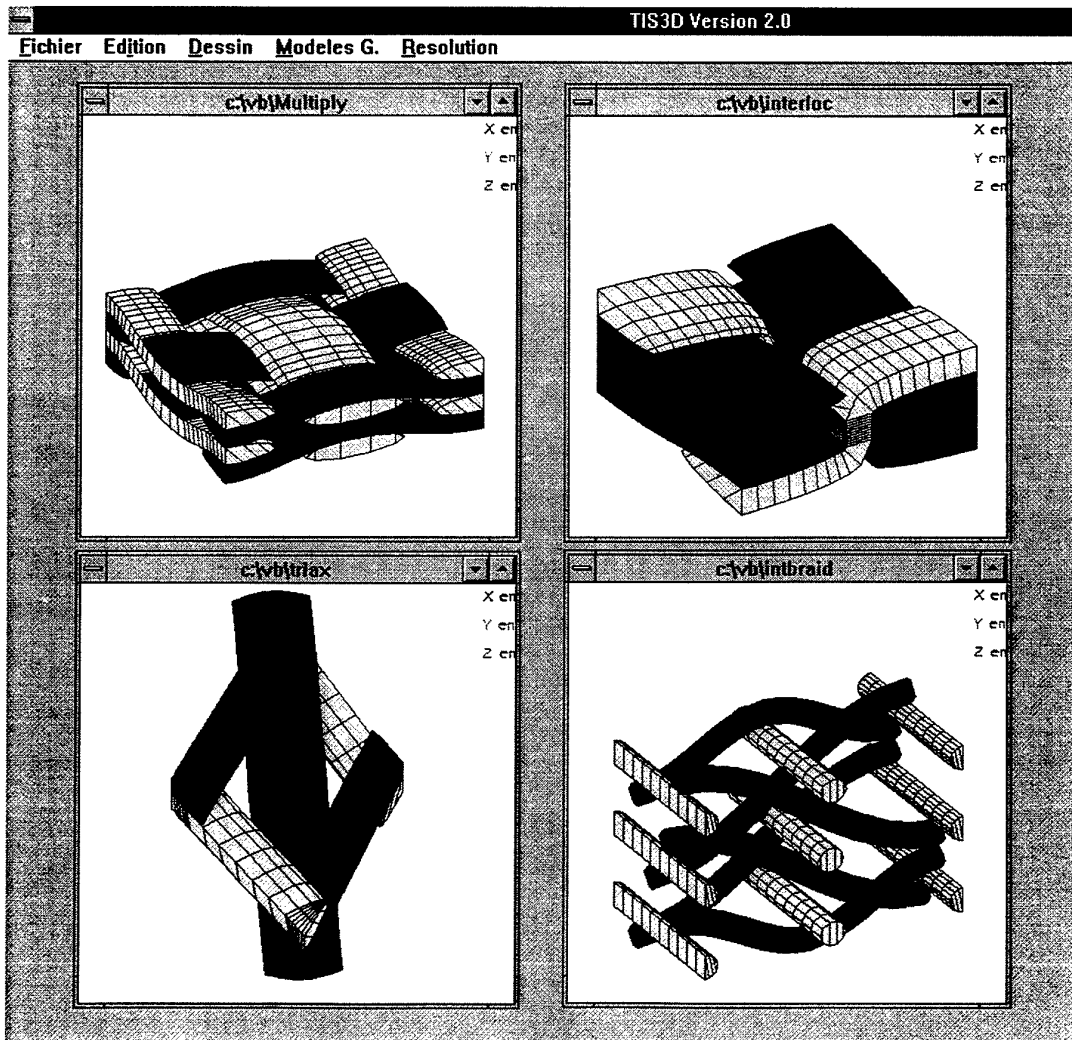 TIS3D Version 2.0
Fichier Edition Dessin Modeles G. Resolution
c:\vb\Multiply
X en
Y en
Z en
c:\vb\interloc
X en
Y en
Z en
c:\vb\triax
X en
Y en
Z en
c:\vb\intbraid
X en
Y en
Z en